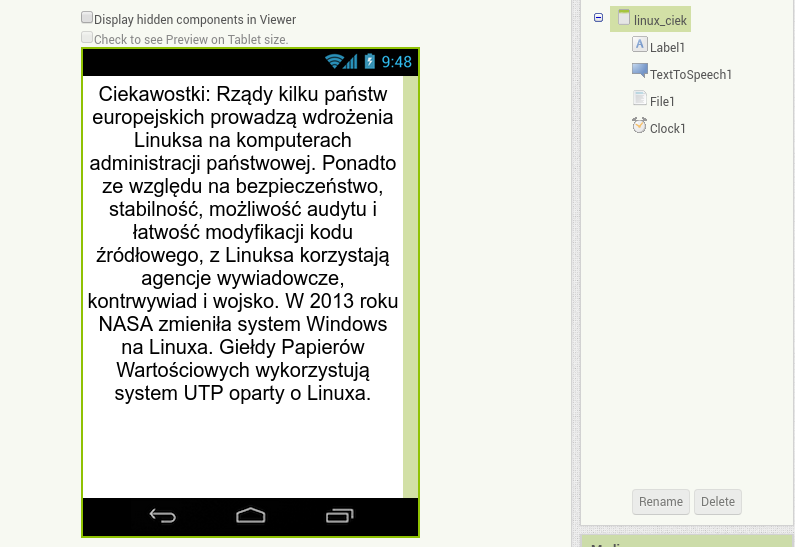 Display hidden components in Viewer
Check to see Preview on Tablet size.
9:48
Ciekawostki: Rządy kilku państw
europejskich prowadzą wdrożenia
Linuksa na komputerach
administracji państwowej. Ponadto
ze względu na bezpieczeństwo,
stabilność, możliwość audytu i
łatwość modyfikacji kodu
źródłowego, z Linuksa korzystają
agencje wywiadowcze,
kontrwywiad i wojsko. W 2013 roku
NASA zmieniła system Windows
na Linuxa. Giełdy Papierów
Wartościowych wykorzystują
system UTP oparty o Linuxa.
linux_ciek
Label1
TextToSpeech1
File1
Clock1
Rename
Delete